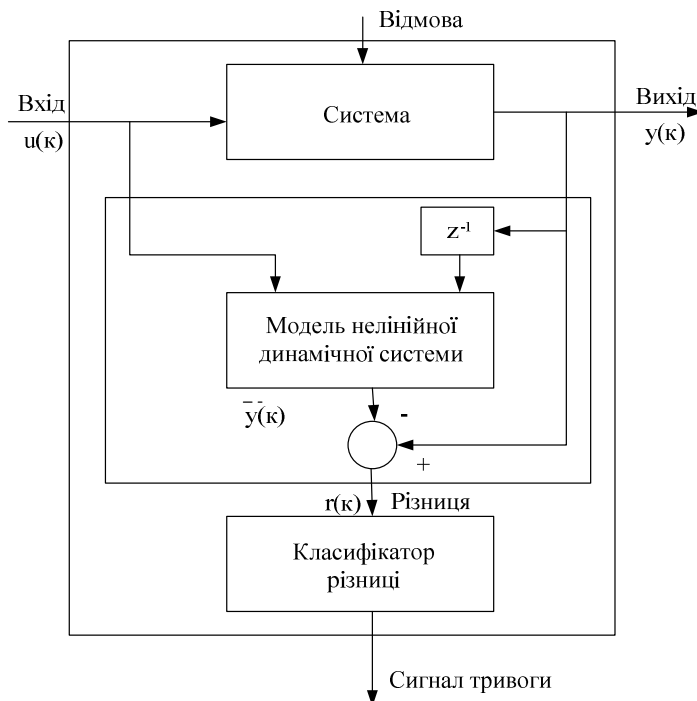 Відмова
Вхід
u(к)
Система
Вихід
y(к)
z⁻¹
Модель нелінійної
динамічної системи
ȳ(к)
-
+
r(к)
Різниця
Класифікатор
різниці
Сигнал тривоги